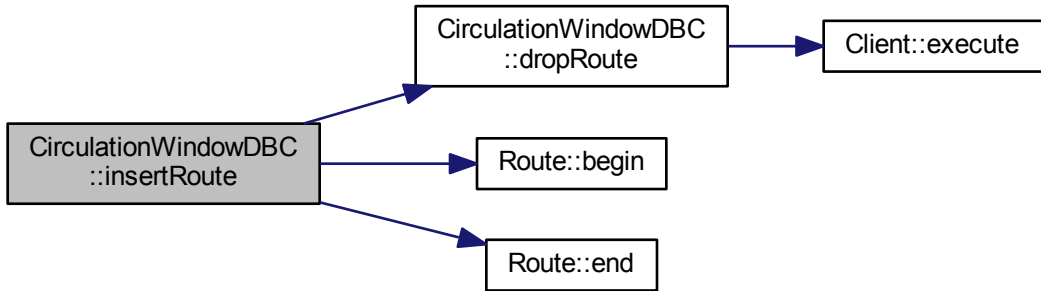 CirculationWindowDBC
::insertRoute
CirculationWindowDBC
::dropRoute
Client::execute
Route::begin
Route::end